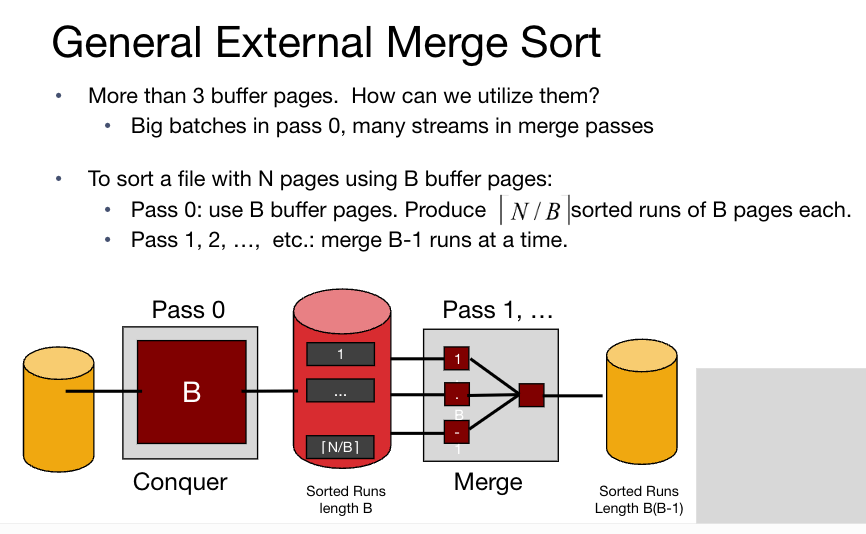 General External Merge Sort
• More than 3 buffer pages.  How can we utilize them?
• Big batches in pass 0, many streams in merge passes
• To sort a file with N pages using B buffer pages:
• Pass 0: use B buffer pages. Produce ⌈N / B⌉ sorted runs of B pages each.
• Pass 1, 2, …,  etc.: merge B-1 runs at a time.
Pass 0
Pass 1, …
B
1
...
⌈N/B⌉
1
.
B
-
1
Conquer
Sorted Runs
length B
Merge
Sorted Runs
Length B(B-1)